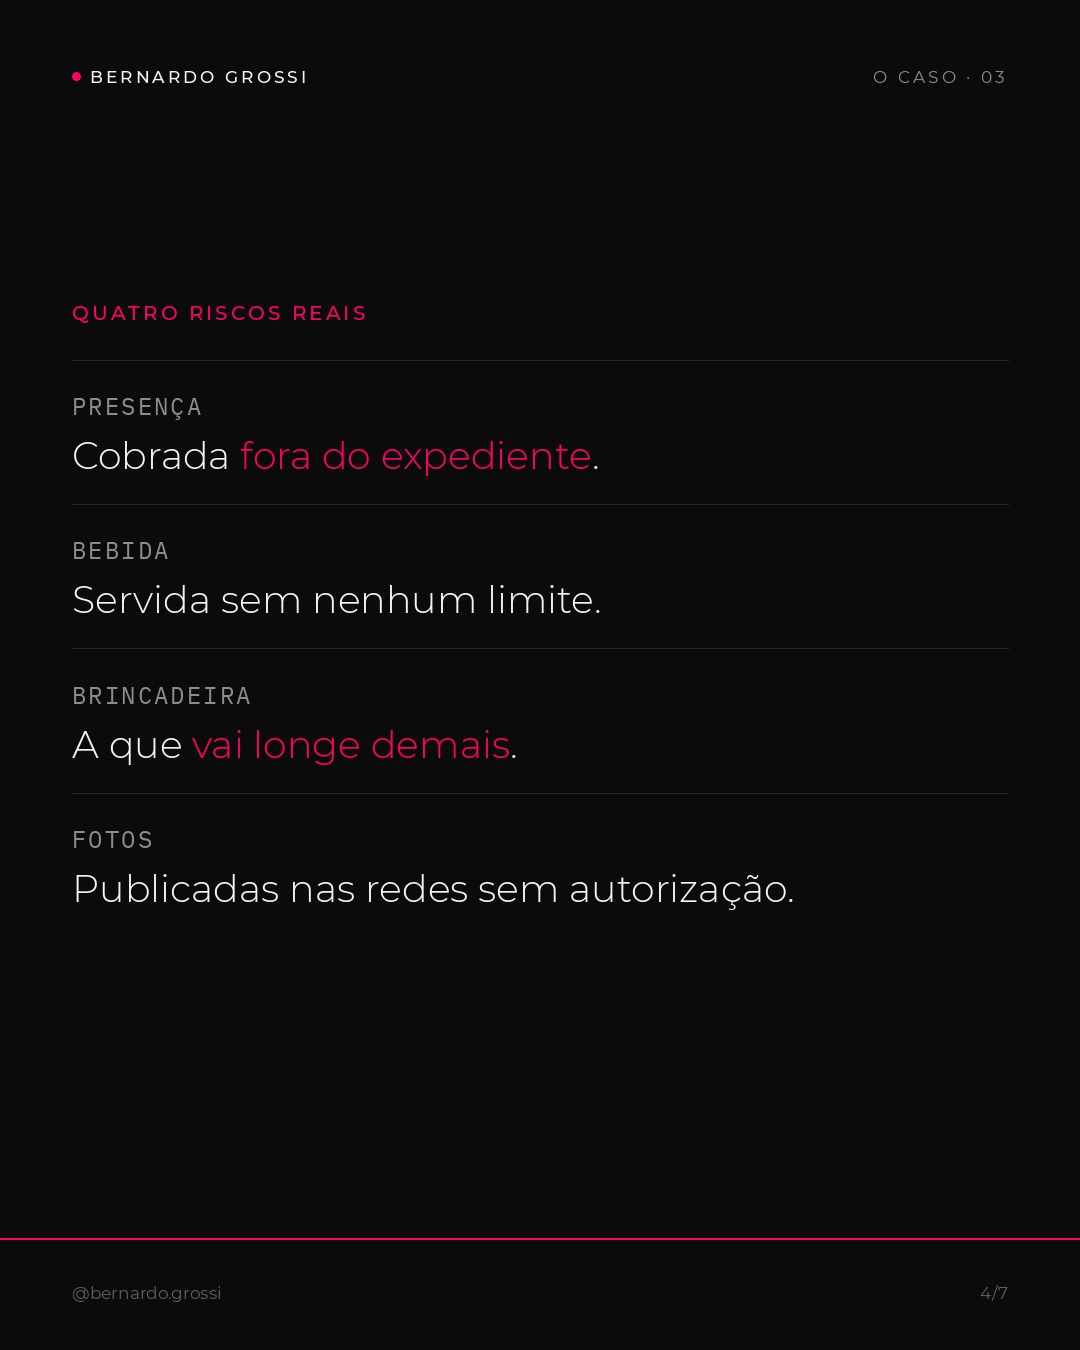 BERNARDO GROSSI
O CASO · 03
QUATRO RISCOS REAIS
PRESENÇA
Cobrada fora do expediente.
BEBIDA
Servida sem nenhum limite.
BRINCADEIRA
A que vai longe demais.
FOTOS
Publicadas nas redes sem autorização.
@bernardo.grossi
4/7